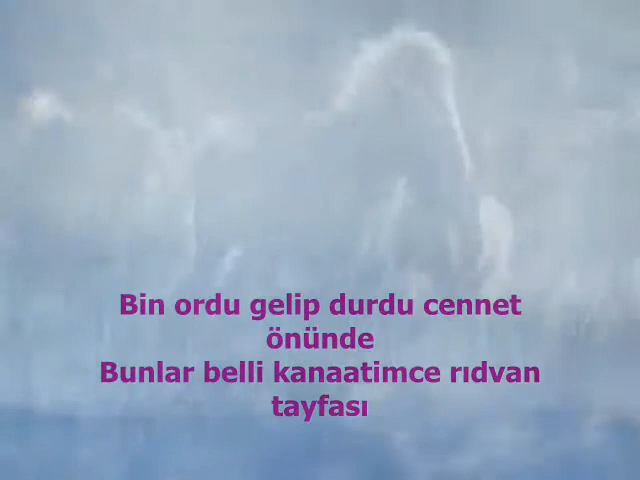 Bin ordu gelip durdu cennet
önünde
Bunlar belli kanaatimce rıdvan
tayfası